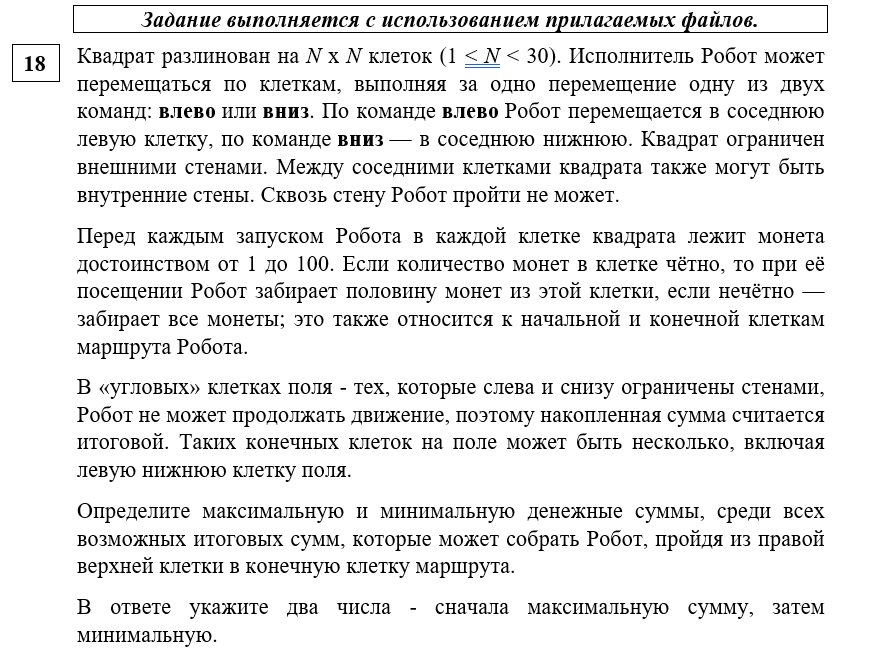 Задание выполняется с использованием прилагаемых файлов.
18
Квадрат разлинован на N x N клеток (1 < N < 30). Исполнитель Робот может
перемещаться по клеткам, выполняя за одно перемещение одну из двух
команд: влево или вниз. По команде влево Робот перемещается в соседнюю
левую клетку, по команде вниз — в соседнюю нижнюю. Квадрат ограничен
внешними стенами. Между соседними клетками квадрата также могут быть
внутренние стены. Сквозь стену Робот пройти не может.
Перед каждым запуском Робота в каждой клетке квадрата лежит монета
достоинством от 1 до 100. Если количество монет в клетке чётно, то при её
посещении Робот забирает половину монет из этой клетки, если нечётно —
забирает все монеты; это также относится к начальной и конечной клеткам
маршрута Робота.
В «угловых» клетках поля - тех, которые слева и снизу ограничены стенами,
Робот не может продолжать движение, поэтому накопленная сумма считается
итоговой. Таких конечных клеток на поле может быть несколько, включая
левую нижнюю клетку поля.
Определите максимальную и минимальную денежные суммы, среди всех
возможных итоговых сумм, которые может собрать Робот, пройдя из правой
верхней клетки в конечную клетку маршрута.
В ответе укажите два числа - сначала максимальную сумму, затем
минимальную.